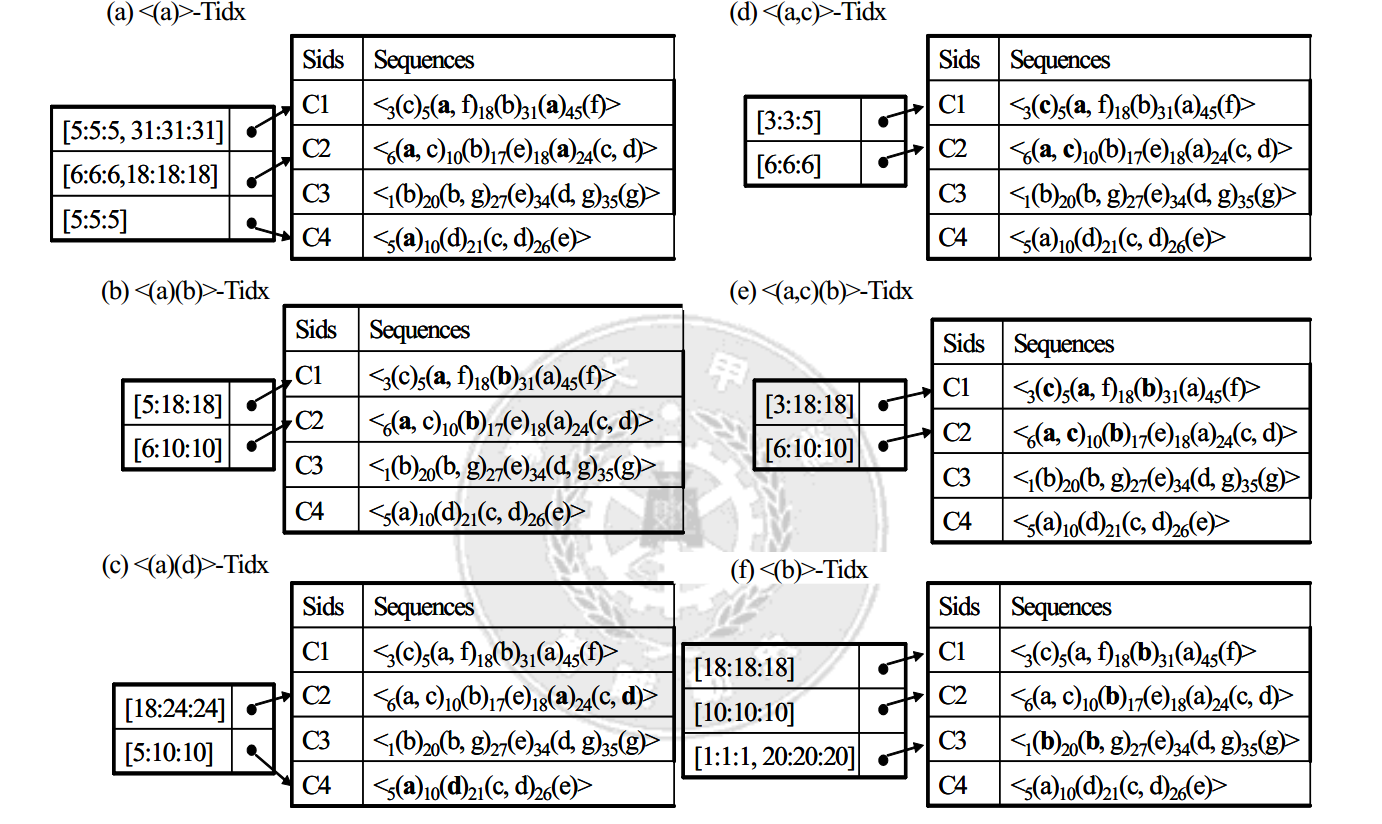 (a) <(a)>-Tidx
Sids Sequences
[5:5:5, 31:31:31]
[6:6:6,18:18:18]
[5:5:5]
C1 <₃(c)₅(a, f)₁₈(b)₃₁(a)₄₅(f)>
C2 <₆(a, c)₁₀(b)₁₇(e)₁₈(a)₂₄(c, d)>
C3 <₁(b)₂₀(b, g)₂₇(e)₃₄(d, g)₃₅(g)>
C4 <₅(a)₁₀(d)₂₁(c, d)₂₆(e)>
(b) <(a)(b)>-Tidx
Sids Sequences
[5:18:18]
[6:10:10]
C1 <₃(c)₅(a, f)₁₈(b)₃₁(a)₄₅(f)>
C2 <₆(a, c)₁₀(b)₁₇(e)₁₈(a)₂₄(c, d)>
C3 <₁(b)₂₀(b, g)₂₇(e)₃₄(d, g)₃₅(g)>
C4 <₅(a)₁₀(d)₂₁(c, d)₂₆(e)>
(c) <(a)(d)>-Tidx
Sids Sequences
[18:24:24]
[5:10:10]
C1 <₃(c)₅(a, f)₁₈(b)₃₁(a)₄₅(f)>
C2 <₆(a, c)₁₀(b)₁₇(e)₁₈(a)₂₄(c, d)>
C3 <₁(b)₂₀(b, g)₂₇(e)₃₄(d, g)₃₅(g)>
C4 <₅(a)₁₀(d)₂₁(c, d)₂₆(e)>
(d) <(a,c)>-Tidx
Sids Sequences
[3:3:5]
[6:6:6]
C1 <₃(c)₅(a, f)₁₈(b)₃₁(a)₄₅(f)>
C2 <₆(a, c)₁₀(b)₁₇(e)₁₈(a)₂₄(c, d)>
C3 <₁(b)₂₀(b, g)₂₇(e)₃₄(d, g)₃₅(g)>
C4 <₅(a)₁₀(d)₂₁(c, d)₂₆(e)>
(e) <(a,c)(b)>-Tidx
Sids Sequences
[3:18:18]
[6:10:10]
C1 <₃(c)₅(a, f)₁₈(b)₃₁(a)₄₅(f)>
C2 <₆(a, c)₁₀(b)₁₇(e)₁₈(a)₂₄(c, d)>
C3 <₁(b)₂₀(b, g)₂₇(e)₃₄(d, g)₃₅(g)>
C4 <₅(a)₁₀(d)₂₁(c, d)₂₆(e)>
(f) <(b)>-Tidx
Sids Sequences
[18:18:18]
[10:10:10]
[1:1:1, 20:20:20]
C1 <₃(c)₅(a, f)₁₈(b)₃₁(a)₄₅(f)>
C2 <₆(a, c)₁₀(b)₁₇(e)₁₈(a)₂₄(c, d)>
C3 <₁(b)₂₀(b, g)₂₇(e)₃₄(d, g)₃₅(g)>
C4 <₅(a)₁₀(d)₂₁(c, d)₂₆(e)>
大 甲